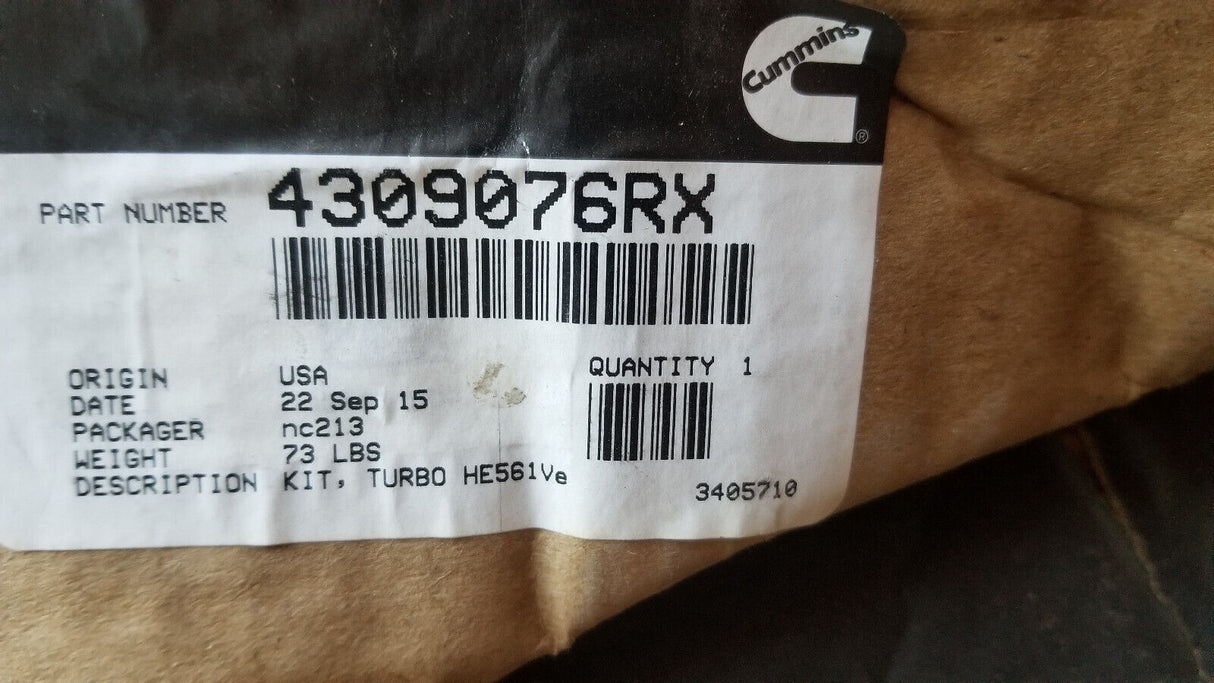 Cummins
®
PART NUMBER 4309076RX
ORIGIN USA
DATE 22 Sep 15
PACKAGER nc213
WEIGHT 73 LBS
DESCRIPTION KIT, TURBO HE561Ve
QUANTITY 1
3405710